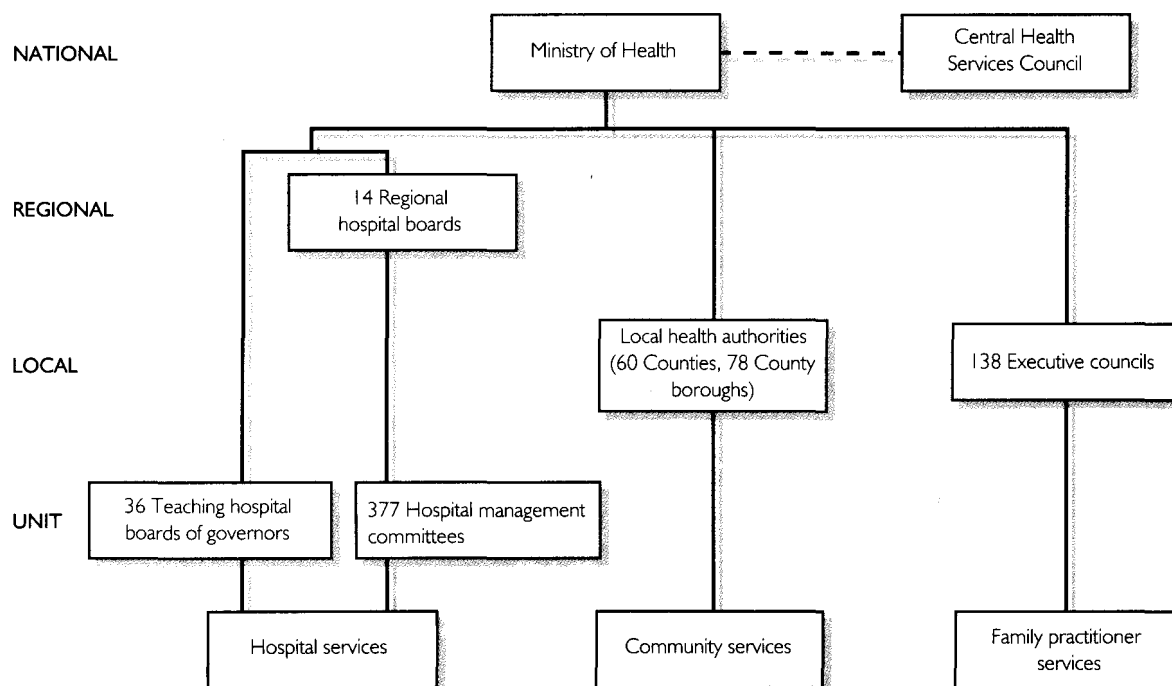 NATIONAL
Ministry of Health
Central Health
Services Council
REGIONAL
14 Regional
hospital boards
LOCAL
Local health authorities
(60 Counties, 78 County
boroughs)
138 Executive councils
UNIT
36 Teaching hospital
boards of governors
377 Hospital management
committees
Hospital services
Community services
Family practitioner
services